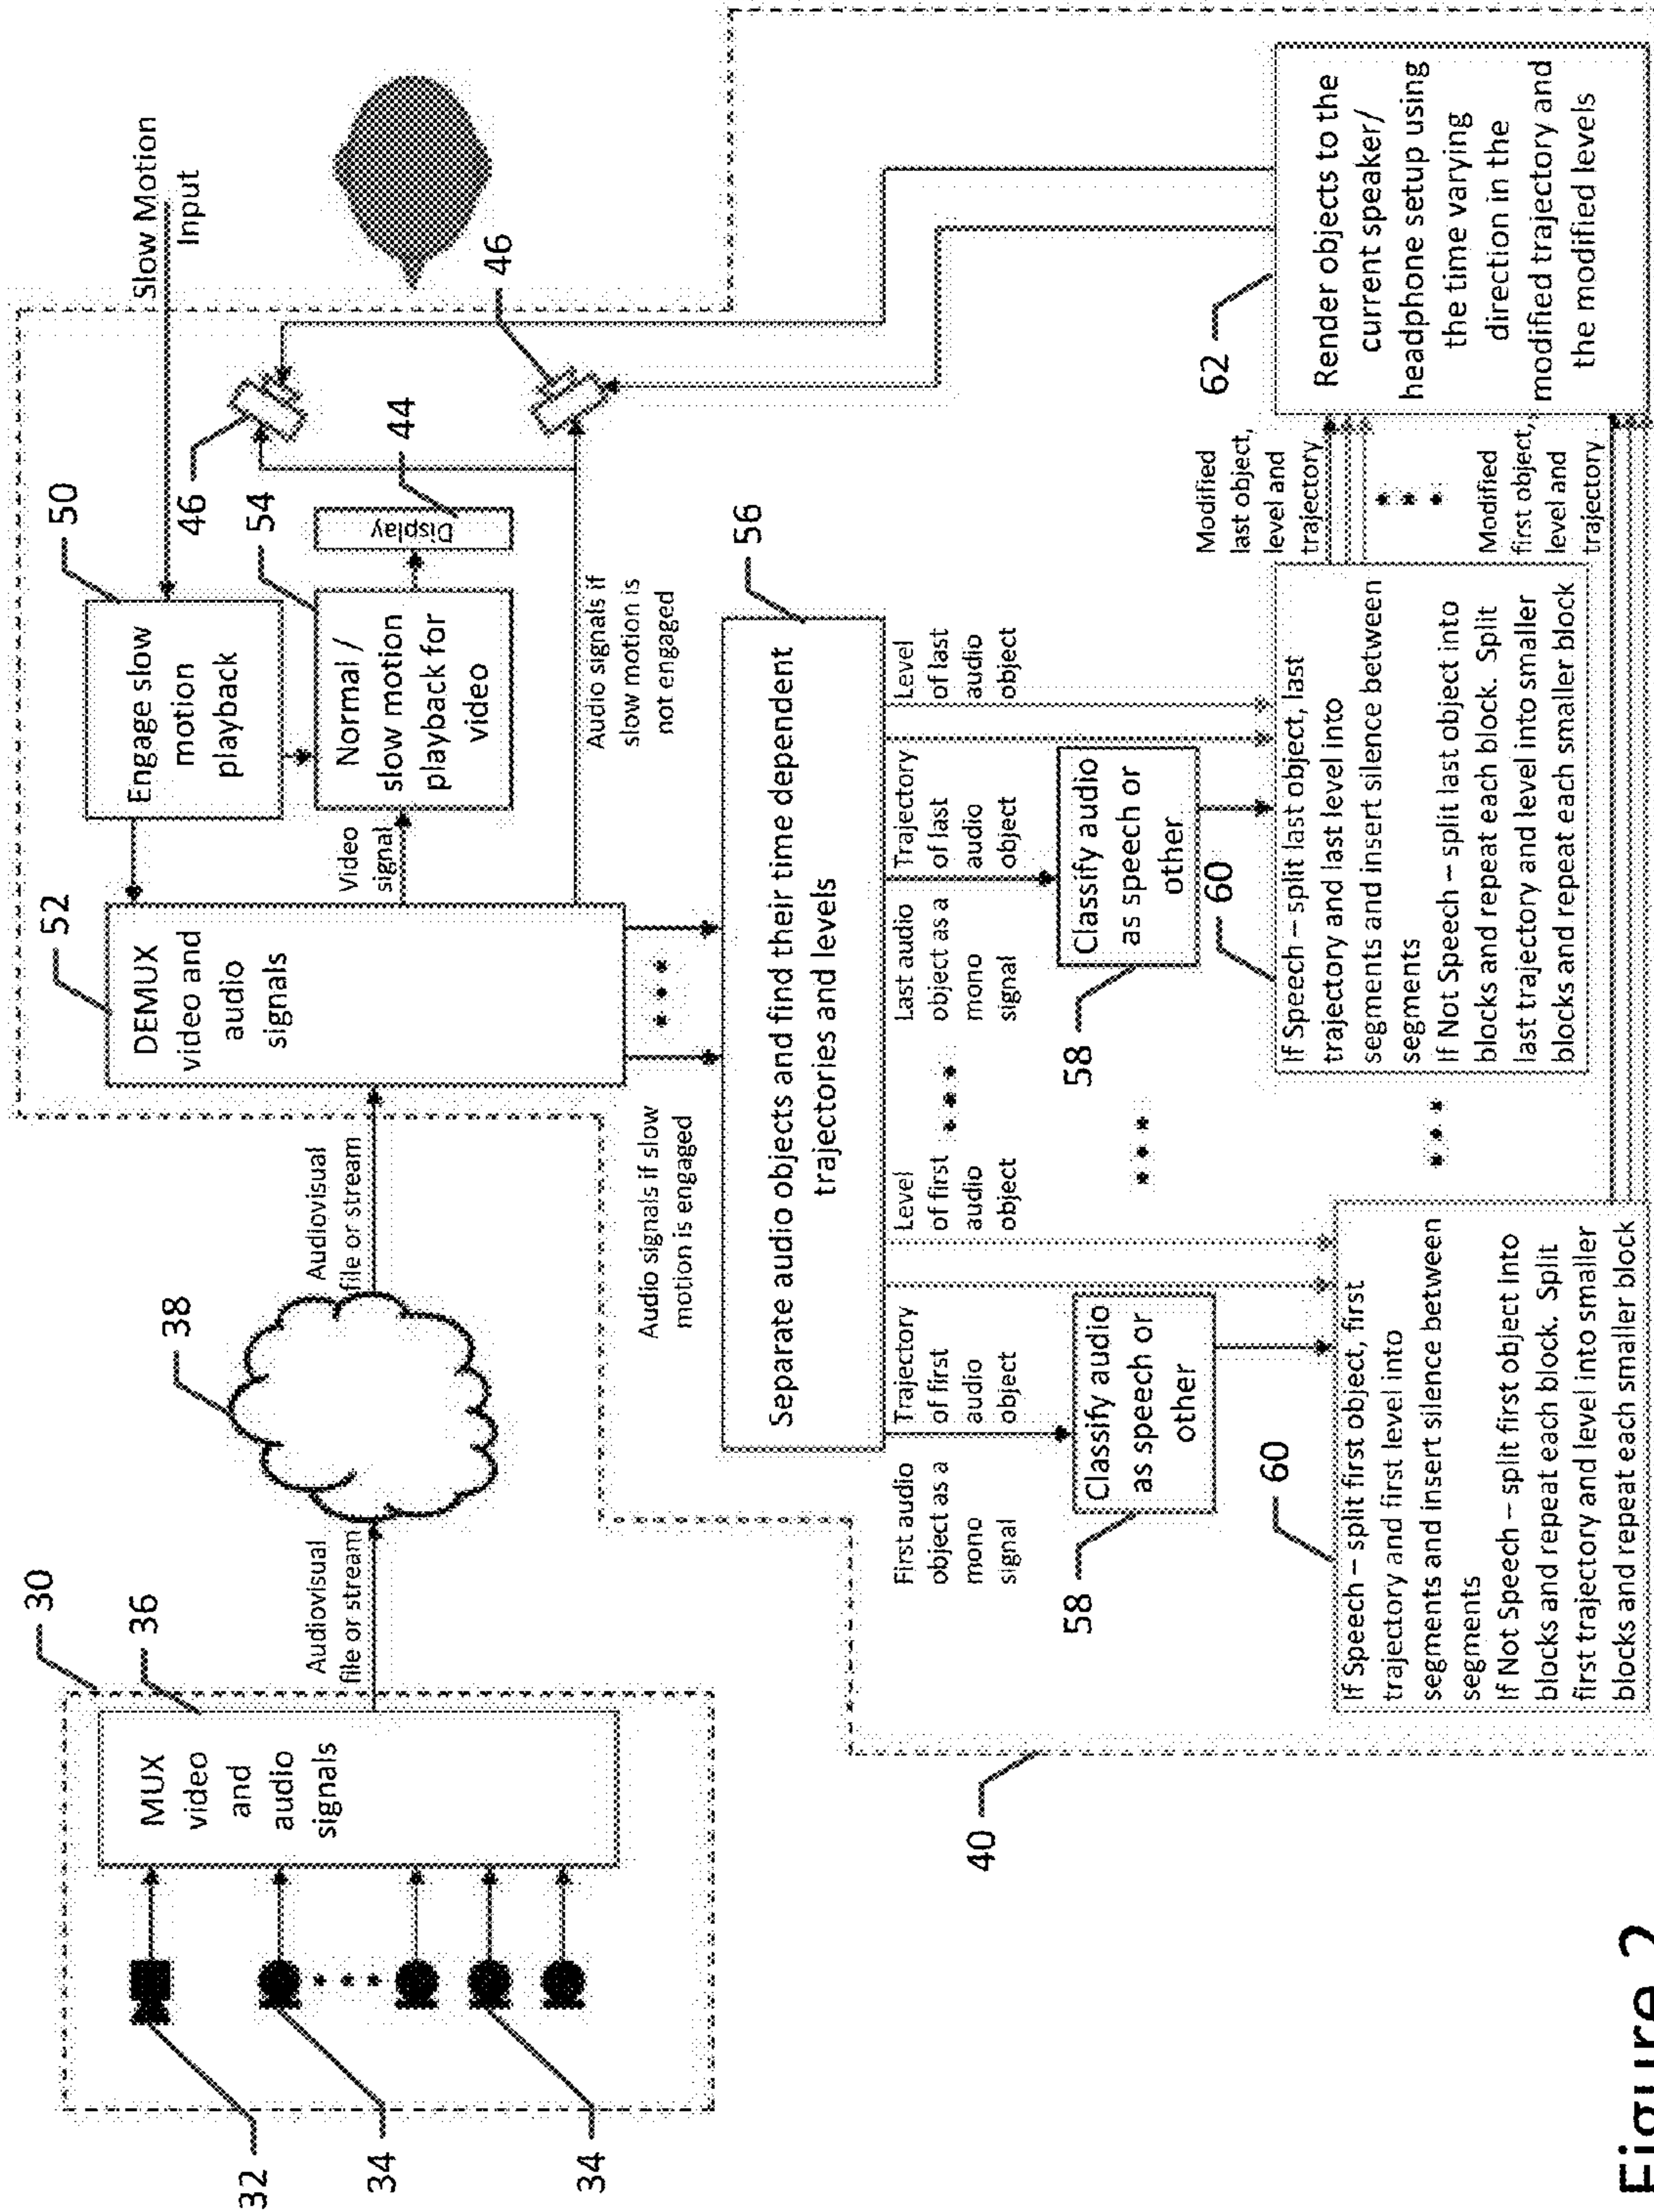 30
36
MUX
video
and
audio
signals
32
34
34
Audiovisual
file or stream
38
Audiovisual
file or stream
52
DEMUX
video and
audio
signals
50
Engage slow
motion
playback
Slow Motion
Input
54
Normal /
slow motion
playback for
video
Video
signal
44
Display
46
46
Audio signals if
slow motion is
not engaged
Audio signals if slow
motion is engaged
56
Separate audio objects and find their time dependent
trajectories and levels
First audio
object as a
mono
signal
Trajectory
of first
audio
object
Level
of first
audio
object
Last audio
object as a
mono
signal
Trajectory
of last
audio
object
Level
of last
audio
object
58
Classify audio
as speech or
other
58
Classify audio
as speech or
other
40
60
If Speech – split first object, first
trajectory and first level into
segments and insert silence between
segments
If Not Speech – split first object into
blocks and repeat each block. Split
first trajectory and level into smaller
blocks and repeat each smaller block
60
If Speech – split last object, last
trajectory and last level into
segments and insert silence between
segments
If Not Speech – split last object into
blocks and repeat each block. Split
last trajectory and level into smaller
blocks and repeat each smaller block
Modified
last object,
level and
trajectory
Modified
first object,
level and
trajectory
62
Render objects to the
current speaker/
headphone setup using
the time varying
direction in the
modified trajectory and
the modified levels
Figure 2